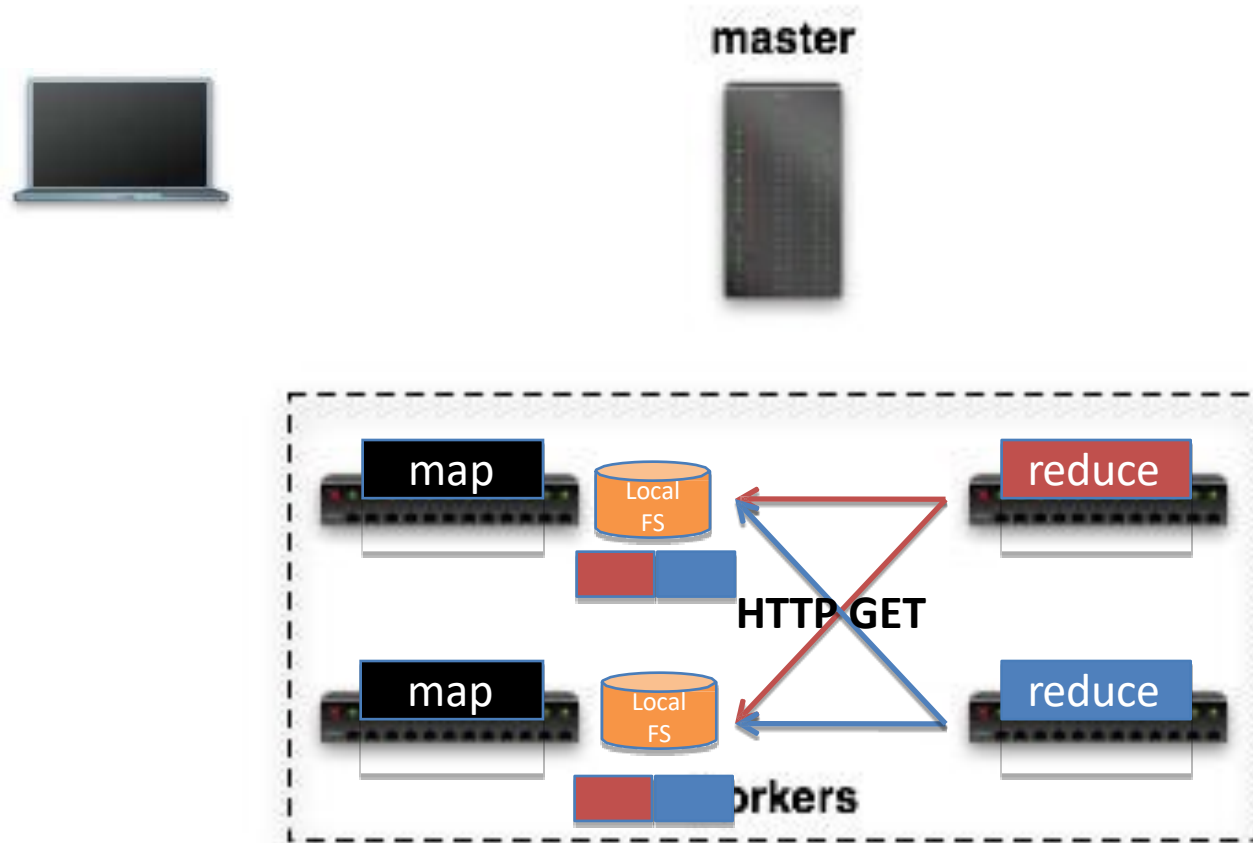 master
map
Local
FS
reduce
HTTP GET
map
Local
FS
reduce
orkers